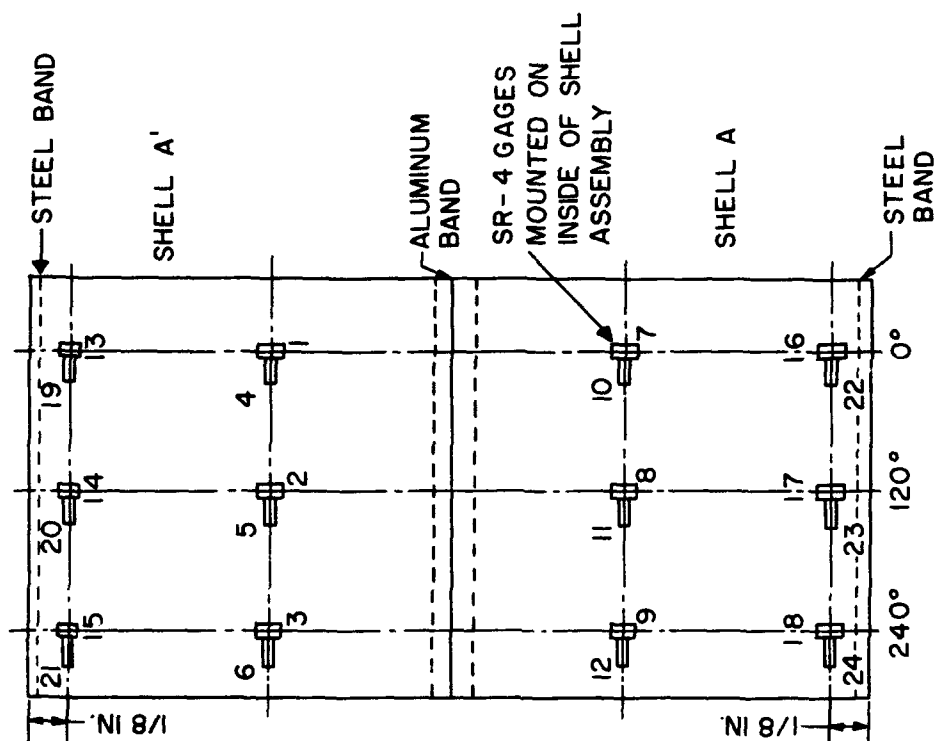 STEEL BAND
SHELL A'
ALUMINUM
BAND
SR-4 GAGES
MOUNTED ON
INSIDE OF SHELL
ASSEMBLY
SHELL A
STEEL
BAND
1/8 IN.
21
15
20
14
19
13
6
3
5
2
4
1
12
9
11
8
10
7
18
24
17
23
16
22
1/8 IN.
240°
120°
0°